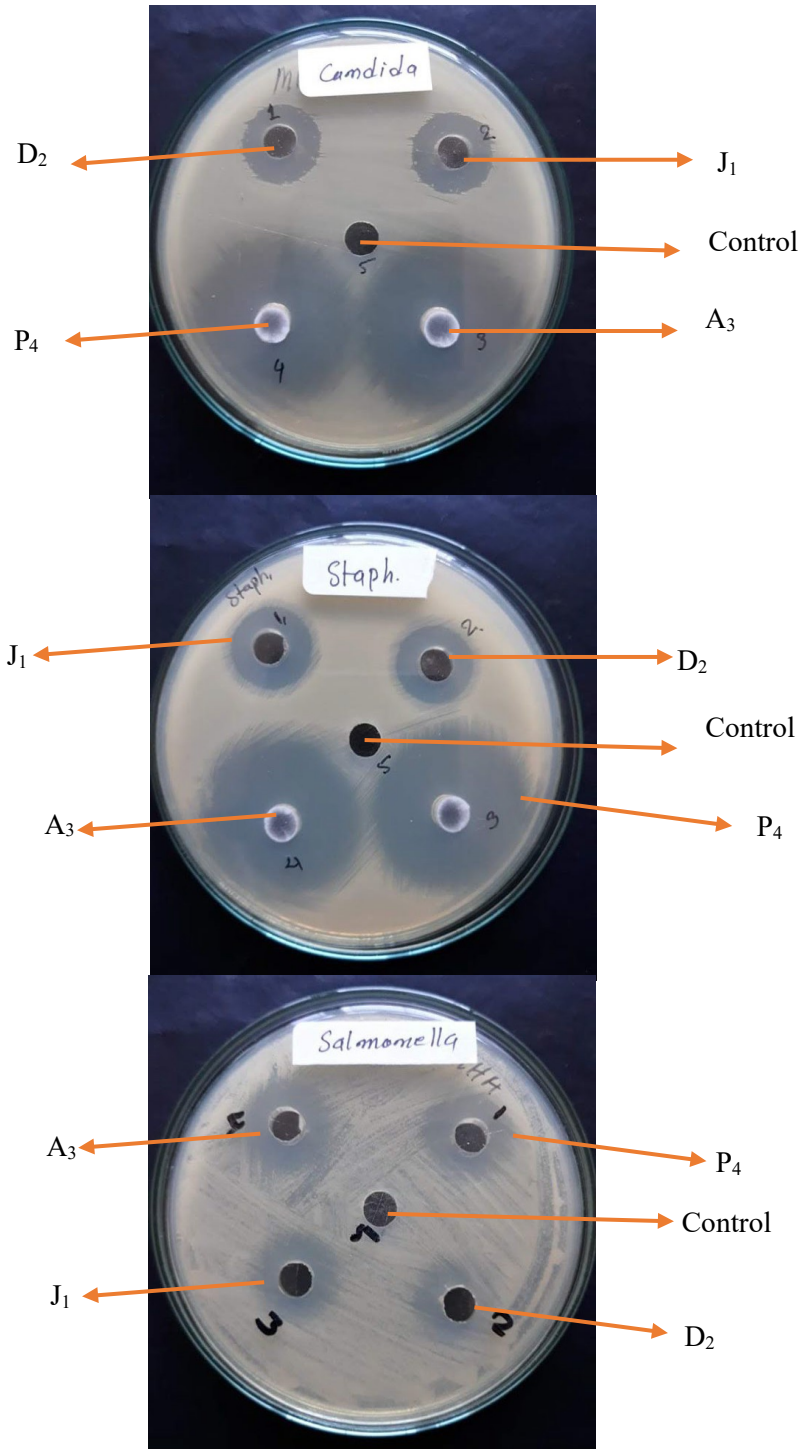 Candida
1
2
D₂
J₁
Control
5
P₄
A₃
4
3
Staph.
Staph.
1
2
J₁
D₂
Control
5
A₃
P₄
4
3
Salmonella
1
A₃
P₄
Control
5
J₁
D₂
3
2